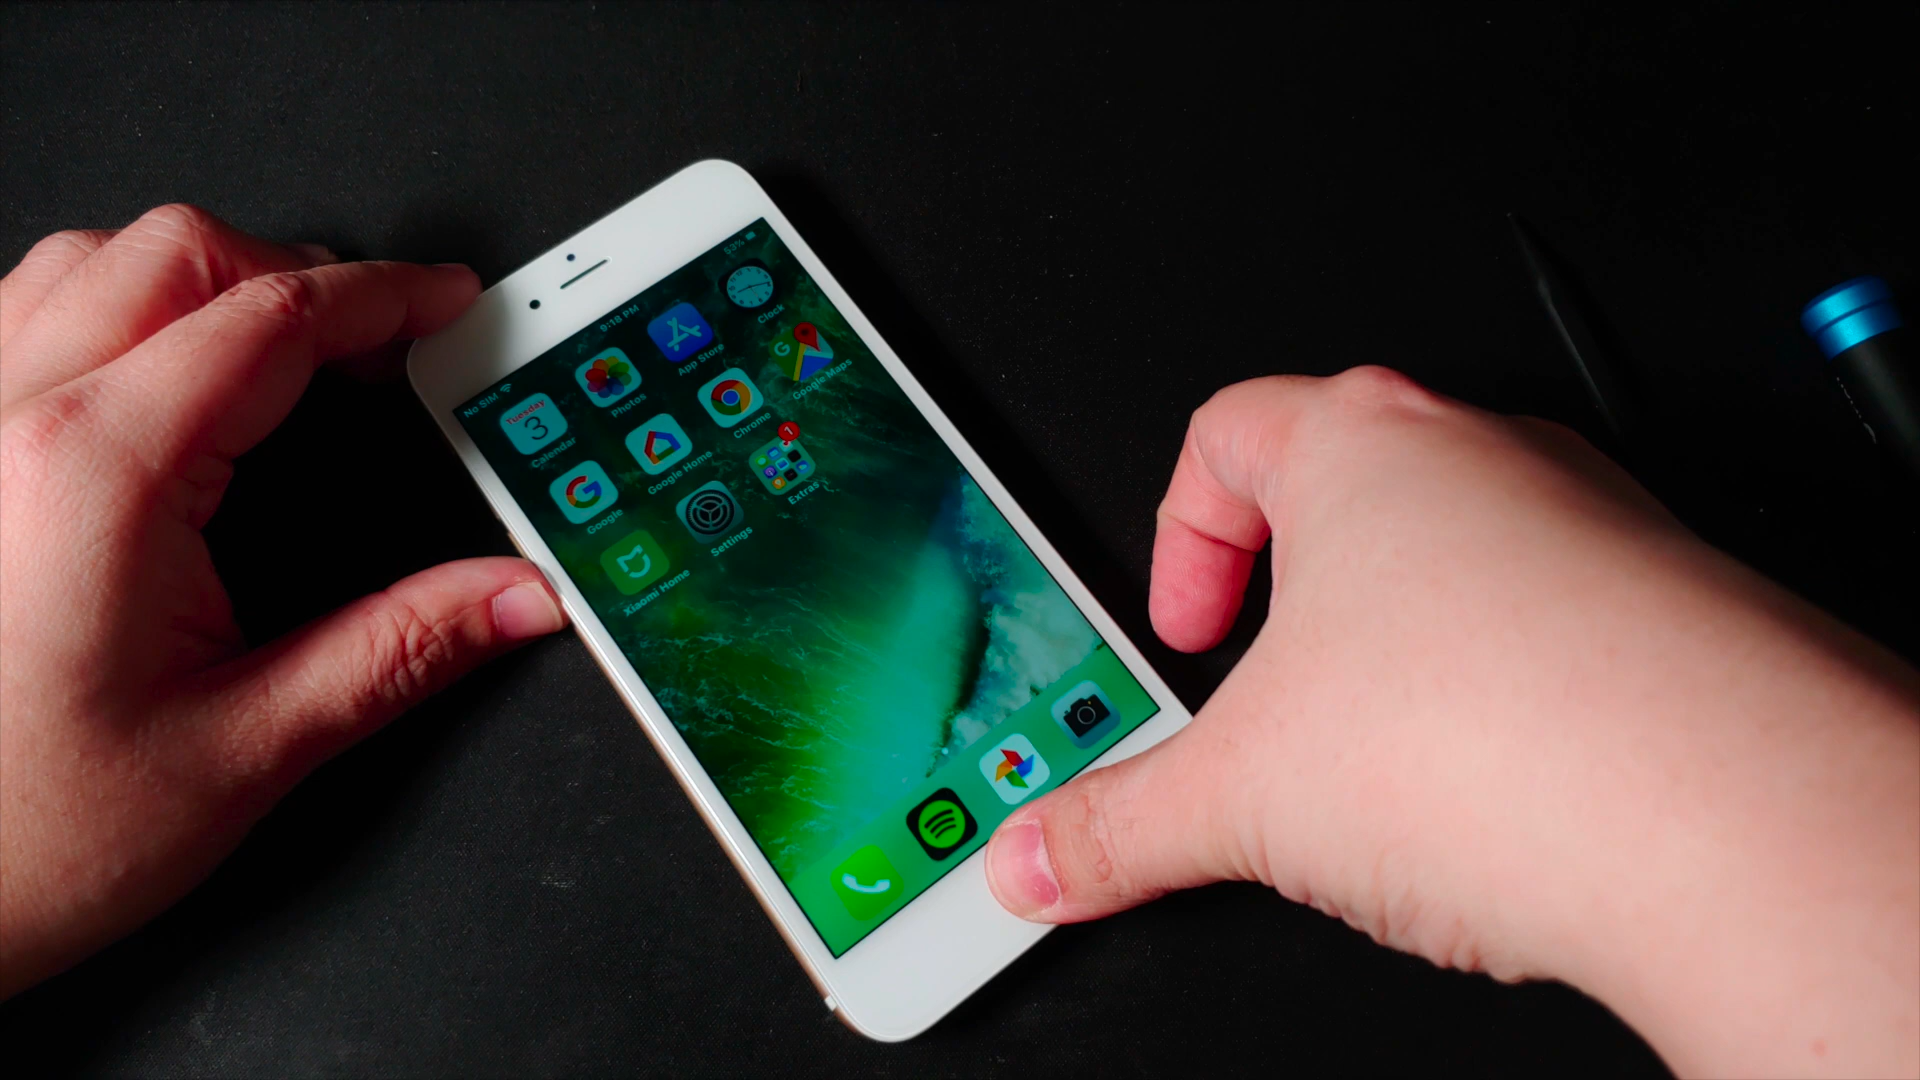 No SIM 9:18 PM 53%
Tuesday
3
Calendar
Photos
App Store
Clock
G
Google
Google Home
Chrome
G
Google Maps
Xiaomi Home
Settings
1
Extras